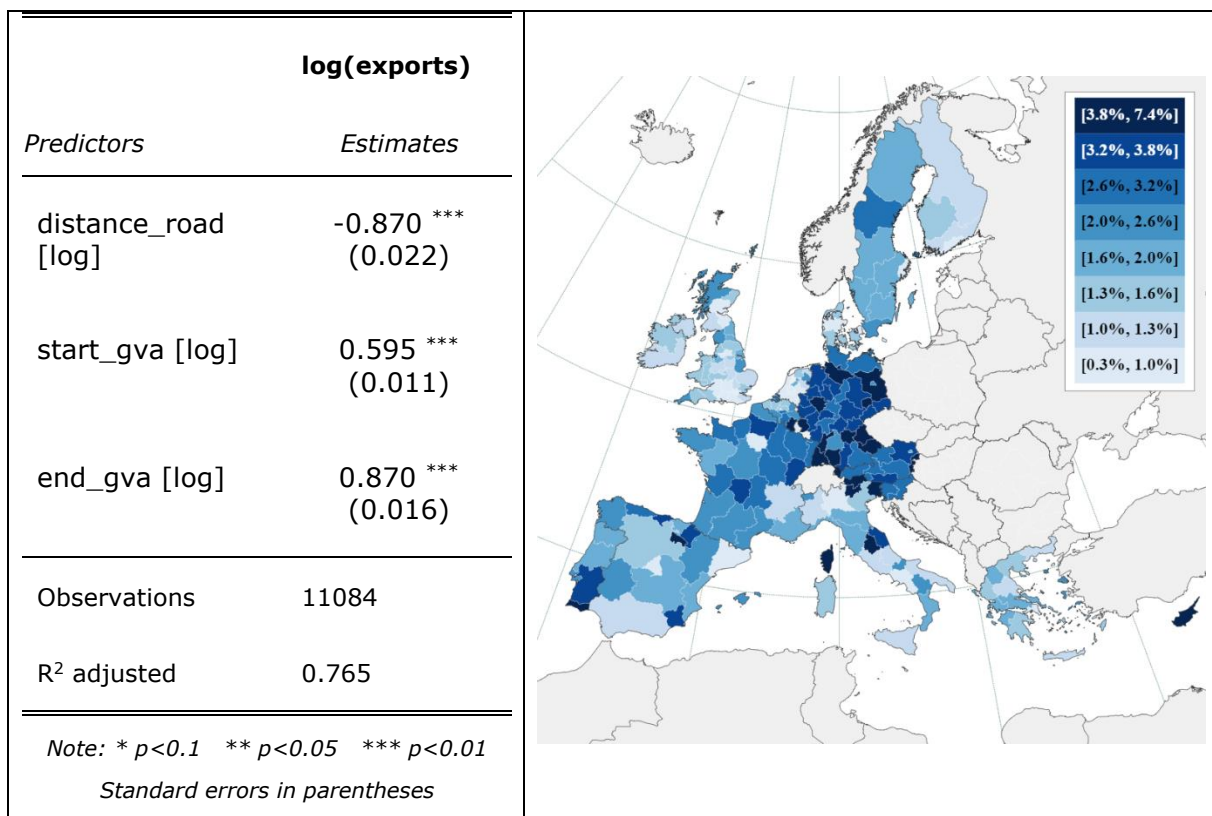 log(exports)
Predictors Estimates
distance_road -0.870 ***
[log] (0.022)
start_gva [log] 0.595 ***
(0.011)
end_gva [log] 0.870 ***
(0.016)
Observations 11084
R² adjusted 0.765
Note: * p<0.1 ** p<0.05 *** p<0.01
Standard errors in parentheses
[3.8%, 7.4%]
[3.2%, 3.8%]
[2.6%, 3.2%]
[2.0%, 2.6%]
[1.6%, 2.0%]
[1.3%, 1.6%]
[1.0%, 1.3%]
[0.3%, 1.0%]